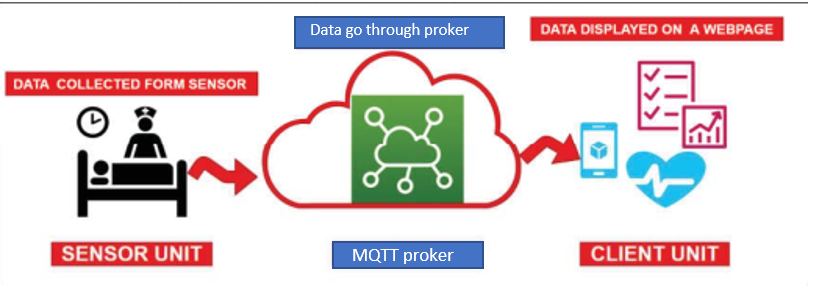 Data go through proker
DATA DISPLAYED ON A WEBPAGE
DATA COLLECTED FORM SENSOR
SENSOR UNIT
MQTT proker
CLIENT UNIT